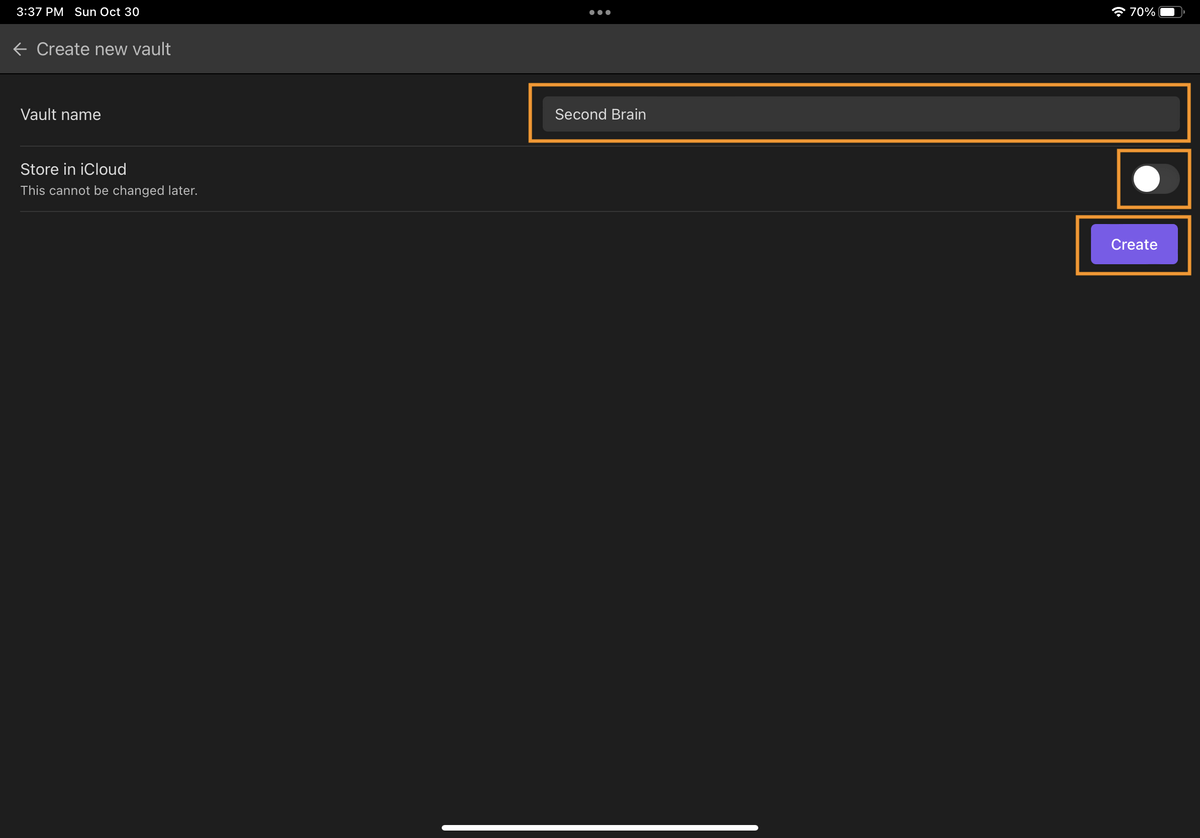 3:37 PM Sun Oct 30
70%
Create new vault
Vault name
Second Brain
Store in iCloud
This cannot be changed later.
Create